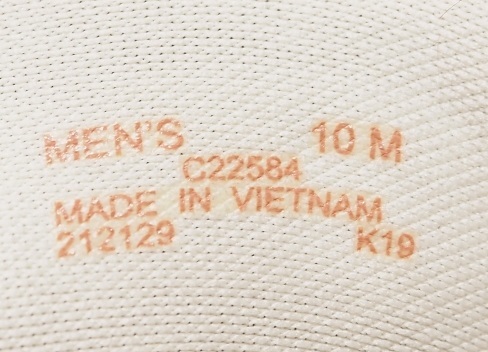 MEN'S 10 M
C22584
MADE IN VIETNAM
212129 K19